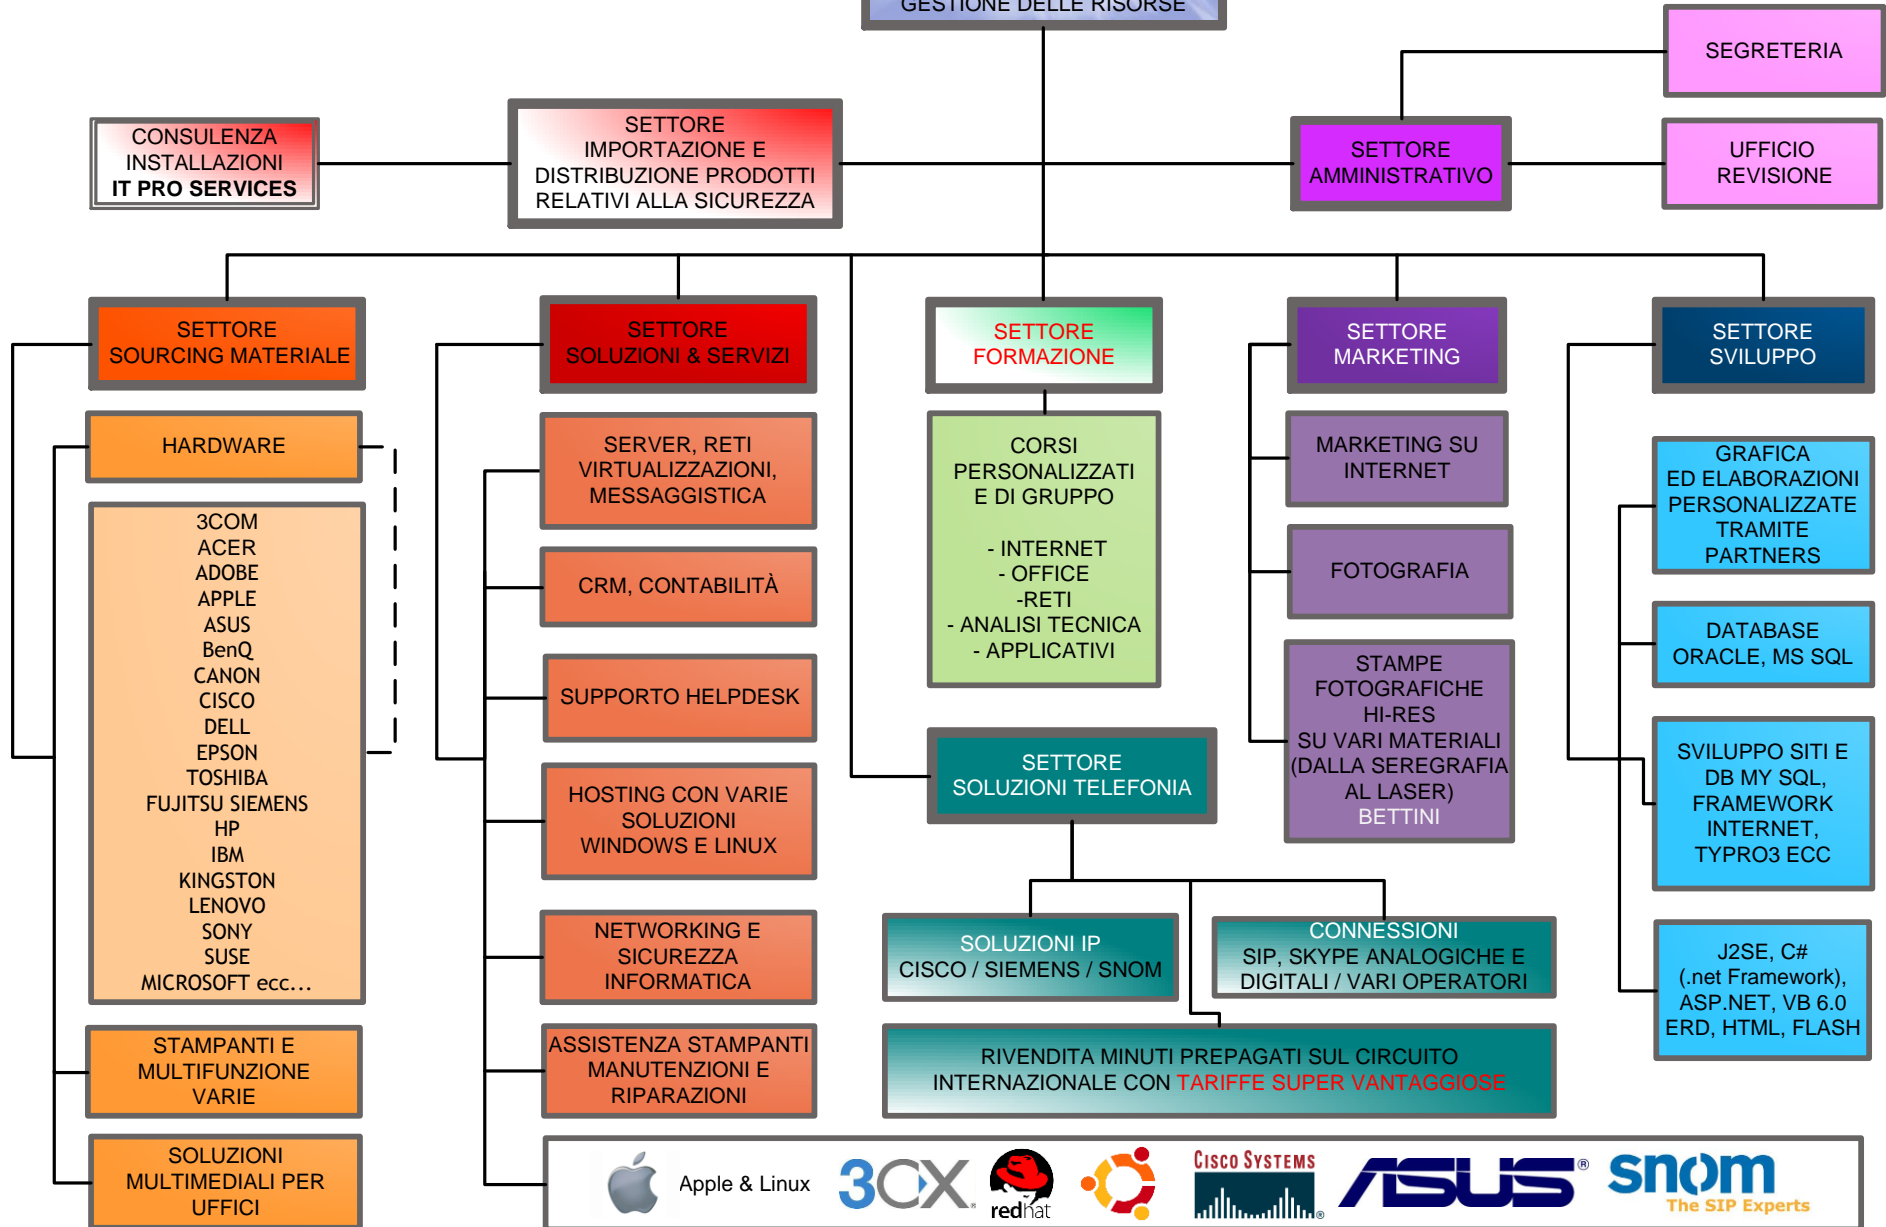 GESTIONE DELLE RISORSE
SEGRETERIA
CONSULENZA
INSTALLAZIONI
IT PRO SERVICES
SETTORE
IMPORTAZIONE E
DISTRIBUZIONE PRODOTTI
RELATIVI ALLA SICUREZZA
SETTORE
AMMINISTRATIVO
UFFICIO
REVISIONE
SETTORE
SOURCING MATERIALE
HARDWARE
3COM
ACER
ADOBE
APPLE
ASUS
BenQ
CANON
CISCO
DELL
EPSON
TOSHIBA
FUJITSU SIEMENS
HP
IBM
KINGSTON
LENOVO
SONY
SUSE
MICROSOFT ecc...
STAMPANTI E
MULTIFUNZIONE
VARIE
SOLUZIONI
MULTIMEDIALI PER
UFFICI
SETTORE
SOLUZIONI & SERVIZI
SERVER, RETI
VIRTUALIZZAZIONI,
MESSAGGISTICA
CRM, CONTABILITÀ
SUPPORTO HELPDESK
HOSTING CON VARIE
SOLUZIONI
WINDOWS E LINUX
NETWORKING E
SICUREZZA
INFORMATICA
ASSISTENZA STAMPANTI
MANUTENZIONI E
RIPARAZIONI
SETTORE
FORMAZIONE
CORSI
PERSONALIZZATI
E DI GRUPPO
- INTERNET
- OFFICE
-RETI
- ANALISI TECNICA
- APPLICATIVI
SETTORE
SOLUZIONI TELEFONIA
SOLUZIONI IP
CISCO / SIEMENS / SNOM
CONNESSIONI
SIP, SKYPE ANALOGICHE E
DIGITALI / VARI OPERATORI
RIVENDITA MINUTI PREPAGATI SUL CIRCUITO
INTERNAZIONALE CON TARIFFE SUPER VANTAGGIOSE
SETTORE
MARKETING
MARKETING SU
INTERNET
FOTOGRAFIA
STAMPE
FOTOGRAFICHE
HI-RES
SU VARI MATERIALI
(DALLA SEREGRAFIA
AL LASER)
BETTINI
SETTORE
SVILUPPO
GRAFICA
ED ELABORAZIONI
PERSONALIZZATE
TRAMITE
PARTNERS
DATABASE
ORACLE, MS SQL
SVILUPPO SITI E
DB MY SQL,
FRAMEWORK
INTERNET,
TYPRO3 ECC
J2SE, C#
(.net Framework),
ASP.NET, VB 6.0
ERD, HTML, FLASH
Apple & Linux
3CX®
redhat
CISCO SYSTEMS®
ASUS®
snom
The SIP Experts